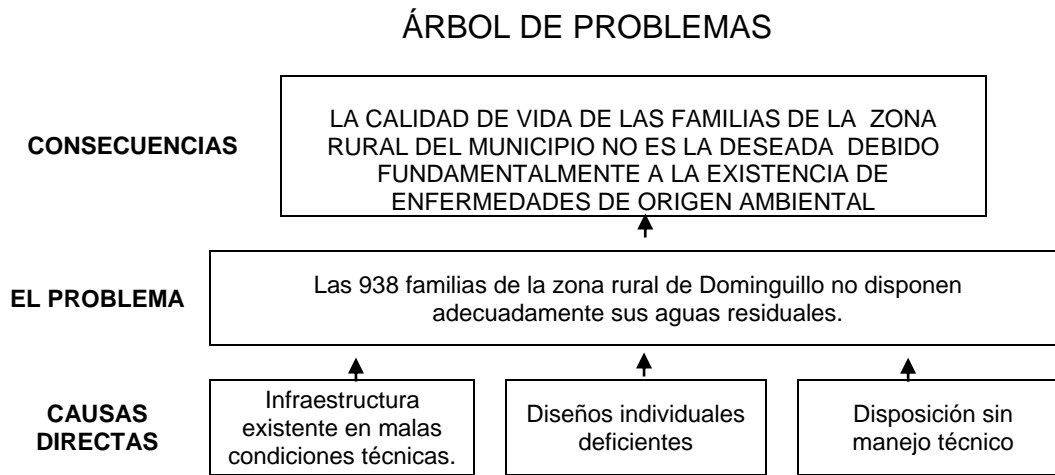 ÁRBOL DE PROBLEMAS
CONSECUENCIAS
LA CALIDAD DE VIDA DE LAS FAMILIAS DE LA ZONA
RURAL DEL MUNICIPIO NO ES LA DESEADA DEBIDO
FUNDAMENTALMENTE A LA EXISTENCIA DE
ENFERMEDADES DE ORIGEN AMBIENTAL
EL PROBLEMA
Las 938 familias de la zona rural de Dominguillo no disponen
adecuadamente sus aguas residuales.
CAUSAS
DIRECTAS
Infraestructura
existente en malas
condiciones técnicas.
Diseños individuales
deficientes
Disposición sin
manejo técnico